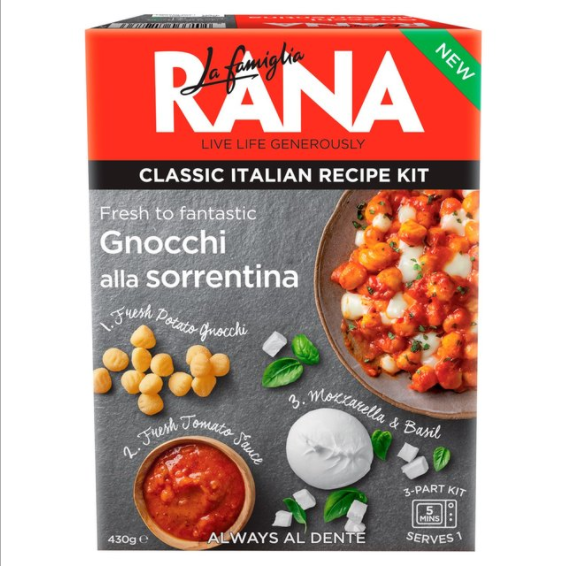 La famiglia
RANA
LIVE LIFE GENEROUSLY
NEW
CLASSIC ITALIAN RECIPE KIT
Fresh to fantastic
Gnocchi
alla sorrentina
1. Fresh Potato Gnocchi
3. Mozzarella & Basil
2. Fresh Tomato Sauce
3-PART KIT
5
MINS
SERVES 1
430g ℮
ALWAYS AL DENTE